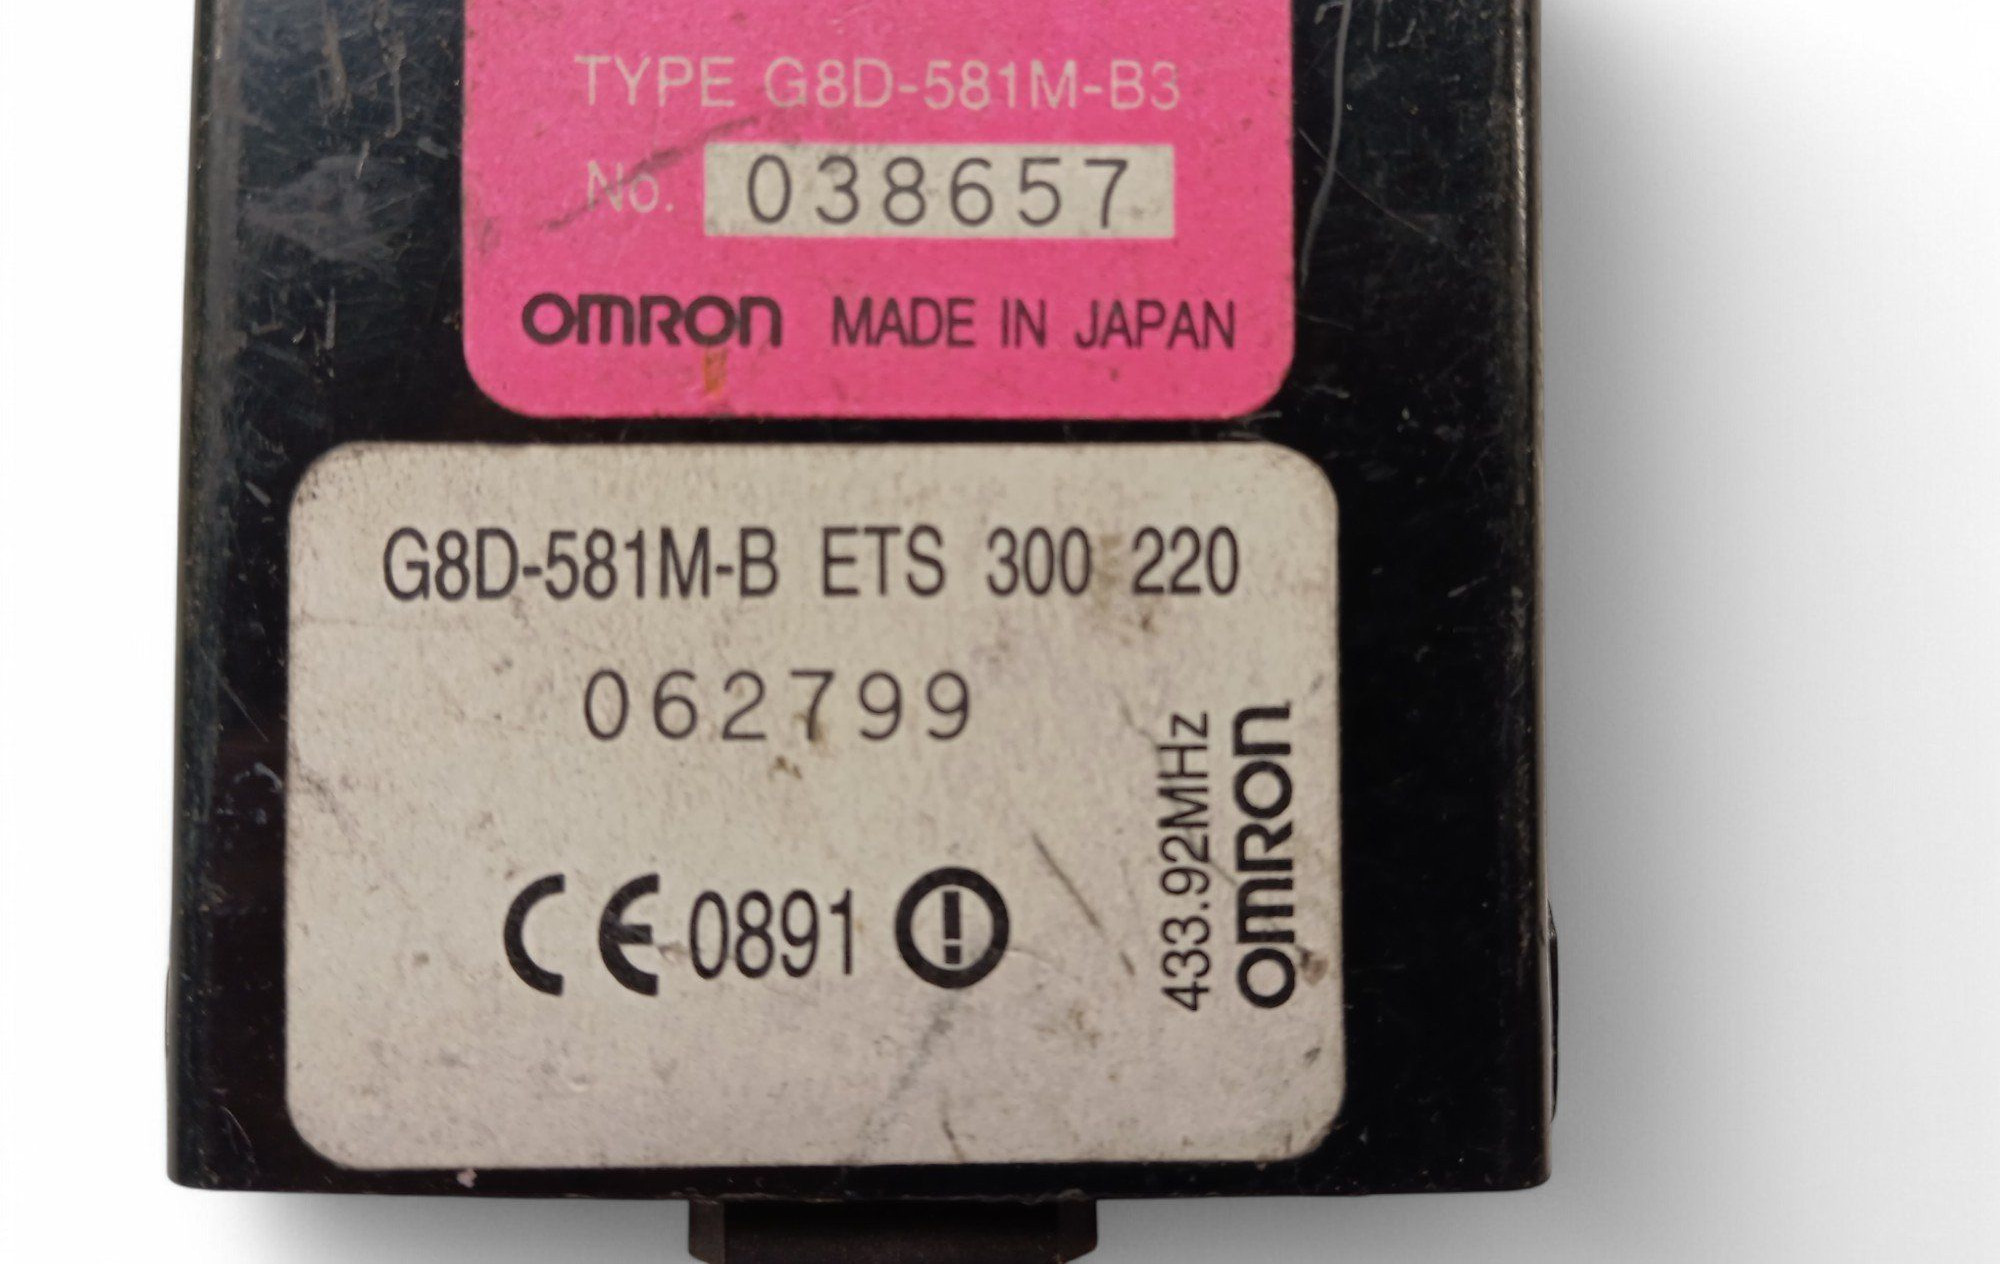 TYPE G8D-581M-B3
No. 038657
OMRON MADE IN JAPAN
G8D-581M-B ETS 300 220
062799
CE 0891 !
433.92MHz
OMRON